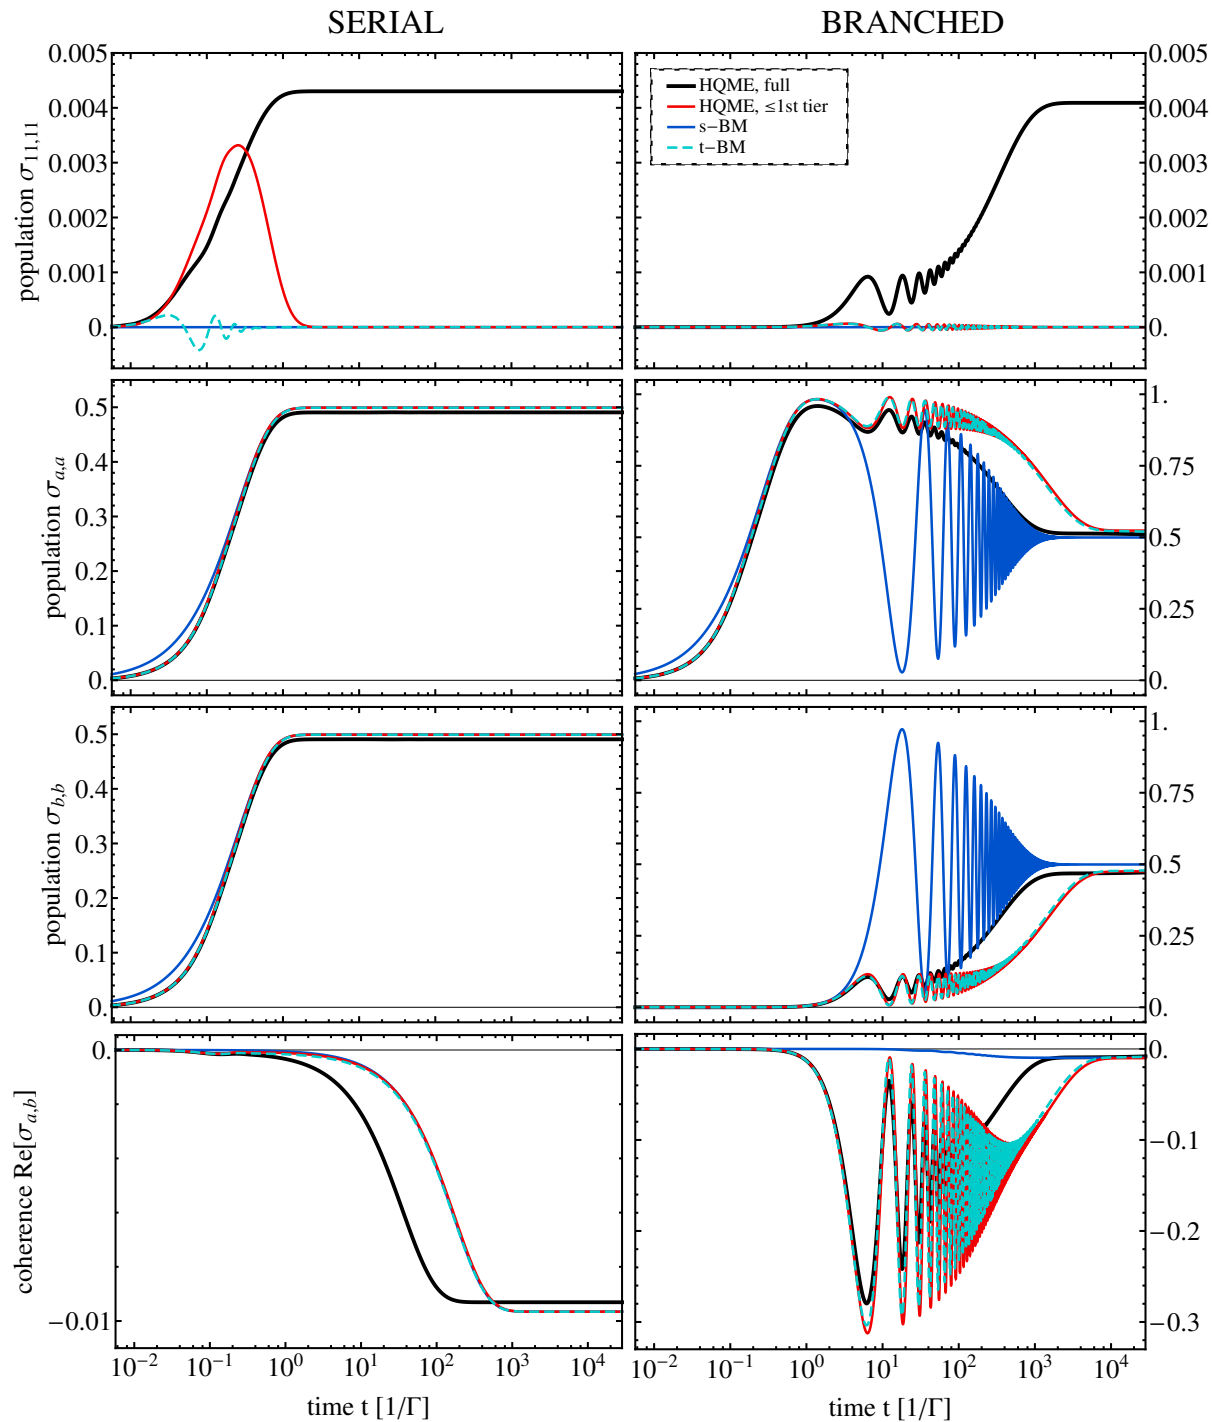 SERIAL
BRANCHED
0.005
0.004
0.003
0.002
0.001
0.
population σ11,11
HQME, full
HQME, ≤1st tier
s−BM
t−BM
0.005
0.004
0.003
0.002
0.001
0.
0.5
0.4
0.3
0.2
0.1
0.
population σa,a
1.
0.75
0.5
0.25
0.
0.5
0.4
0.3
0.2
0.1
0.
population σb,b
1.
0.75
0.5
0.25
0.
0.
−0.01
coherence Re[σa,b]
0.
−0.1
−0.2
−0.3
10−2 10−1 100 101 102 103 104
10−2 10−1 100 101 102 103 104
time t [1/Γ]
time t [1/Γ]